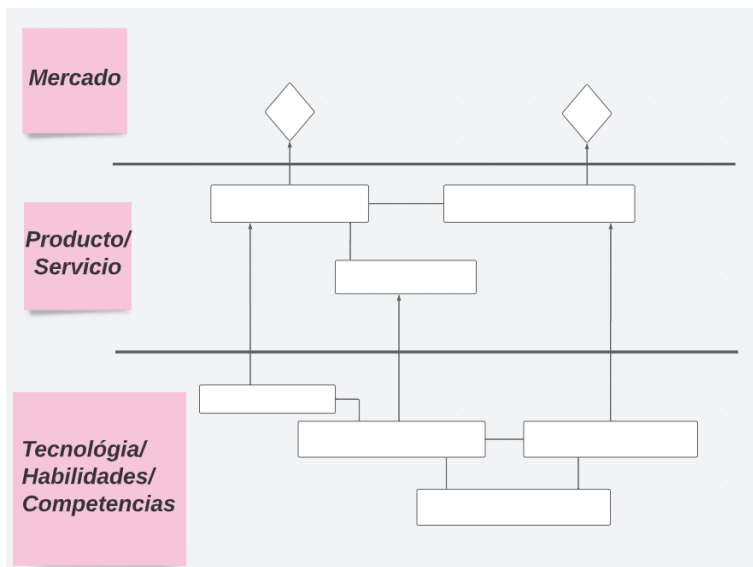 Mercado
Producto/
Servicio
Tecnológia/
Habilidades/
Competencias